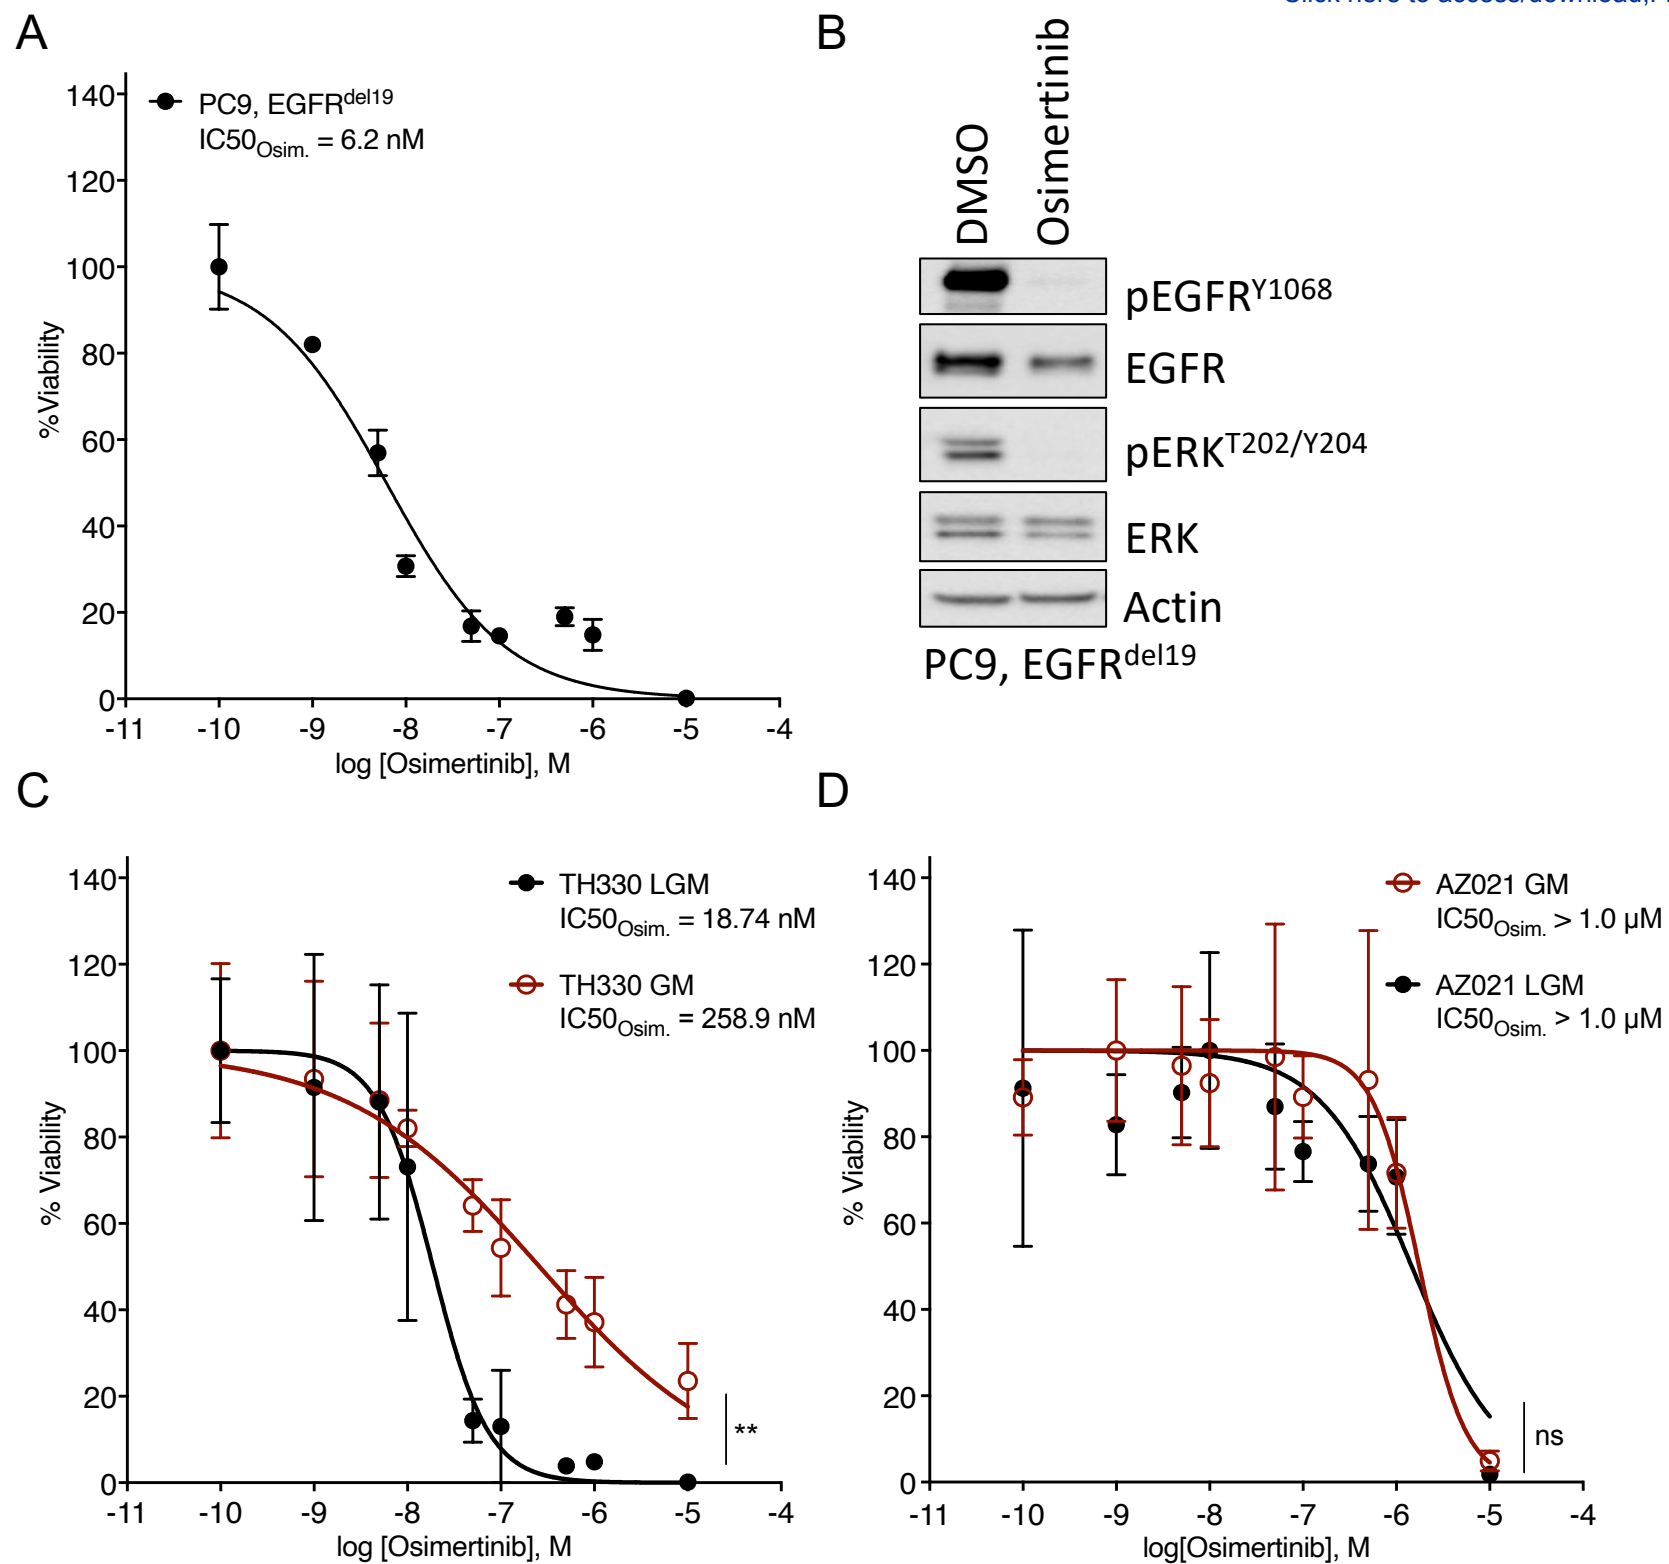 A
140
120
100
80
60
40
20
0
%Viability
PC9, EGFRdel19
IC50Osim. = 6.2 nM
-11 -10 -9 -8 -7 -6 -5 -4
log [Osimertinib], M
B
DMSO
Osimertinib
pEGFRY1068
EGFR
pERKT202/Y204
ERK
Actin
PC9, EGFRdel19
C
140
120
100
80
60
40
20
0
% Viability
TH330 LGM
IC50Osim. = 18.74 nM
TH330 GM
IC50Osim. = 258.9 nM
**
-11 -10 -9 -8 -7 -6 -5 -4
log [Osimertinib], M
D
140
120
100
80
60
40
20
0
% Viability
AZ021 GM
IC50Osim. > 1.0 µM
AZ021 LGM
IC50Osim. > 1.0 µM
ns
-11 -10 -9 -8 -7 -6 -5 -4
log[Osimertinib], M